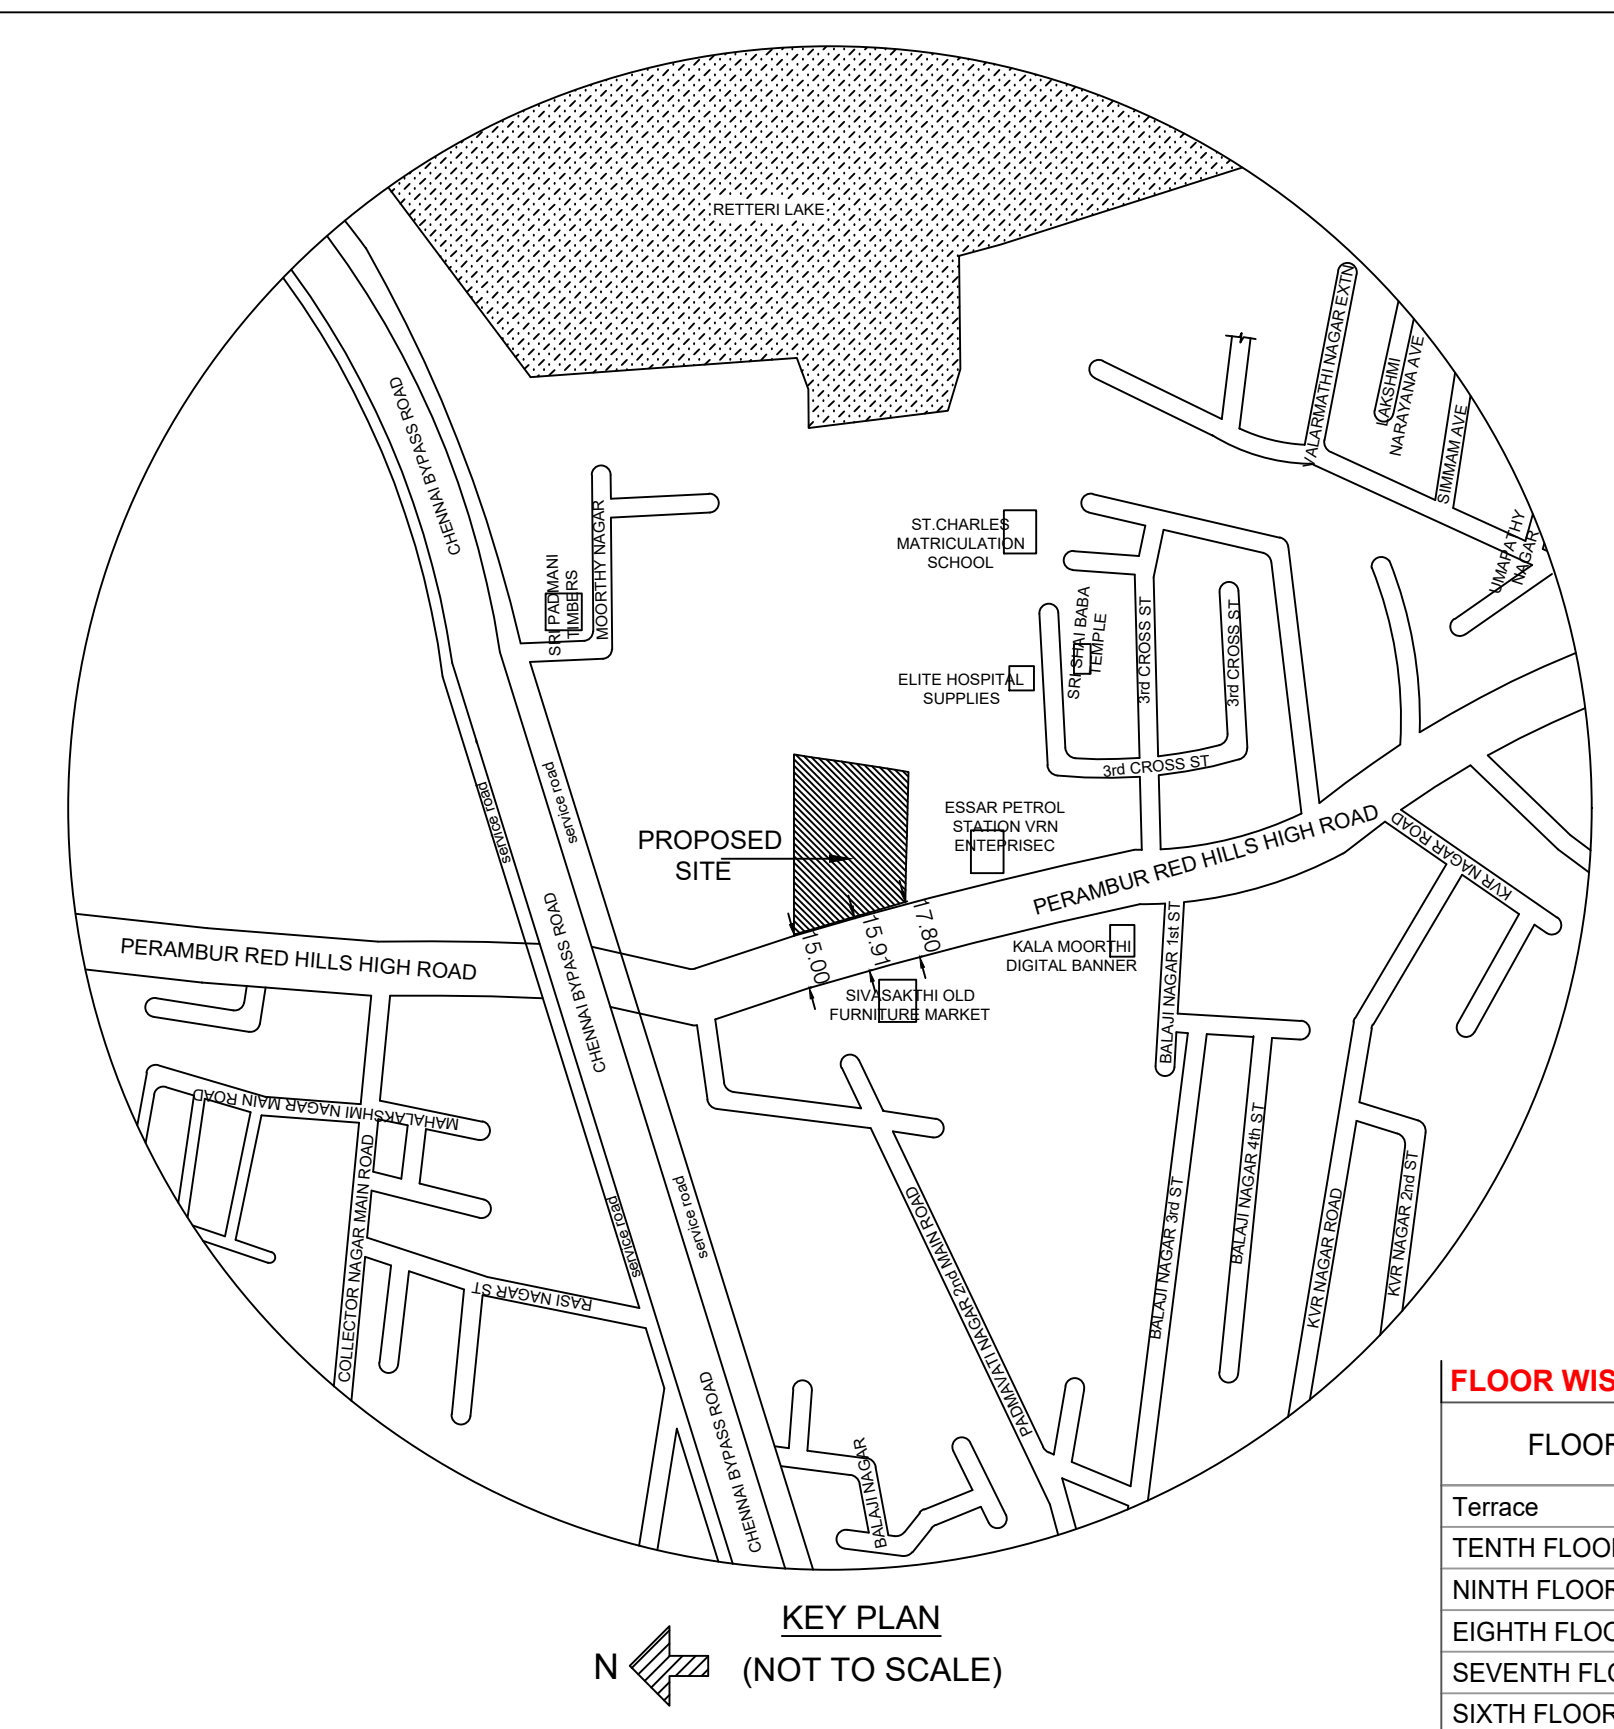 RETTERI LAKE
CHENNAI BYPASS ROAD
VALARMATHI NAGAR EXTN
LAKSHMI
NARAYANA AVE
SIMMAM AVE
UMAPATHY
NAGAR
SRI PADMANI
TIMBERS
MOORTHY NAGAR
ST.CHARLES
MATRICULATION
SCHOOL
SRI SHAI BABA
TEMPLE
3rd CROSS ST
3rd CROSS ST
ELITE HOSPITAL
SUPPLIES
3rd CROSS ST
service road
service road
PROPOSED
SITE
ESSAR PETROL
STATION VRN
ENTEPRISEC
PERAMBUR RED HILLS HIGH ROAD
KVR NAGAR ROAD
PERAMBUR RED HILLS HIGH ROAD
CHENNAI BYPASS ROAD
15.00
15.91
17.80
KALA MOORTHI
DIGITAL BANNER
SIVASAKTHI OLD
FURNITURE MARKET
BALAJI NAGAR 1st ST
MAHALAKSHMI NAGAR MAIN ROAD
COLLECTOR NAGAR MAIN ROAD
RASI NAGAR ST
service road
service road
PADMAVATI NAGAR 2nd MAIN ROAD
BALAJI NAGAR 3rd ST
BALAJI NAGAR 4th ST
KVR NAGAR ROAD
KVR NAGAR 2nd ST
CHENNAI BYPASS ROAD
BALAJI NAGAR
KEY PLAN
N
(NOT TO SCALE)
FLOOR WIS
FLOOR
Terrace
TENTH FLOOR
NINTH FLOOR
EIGHTH FLOO
SEVENTH FLO
SIXTH FLOOR